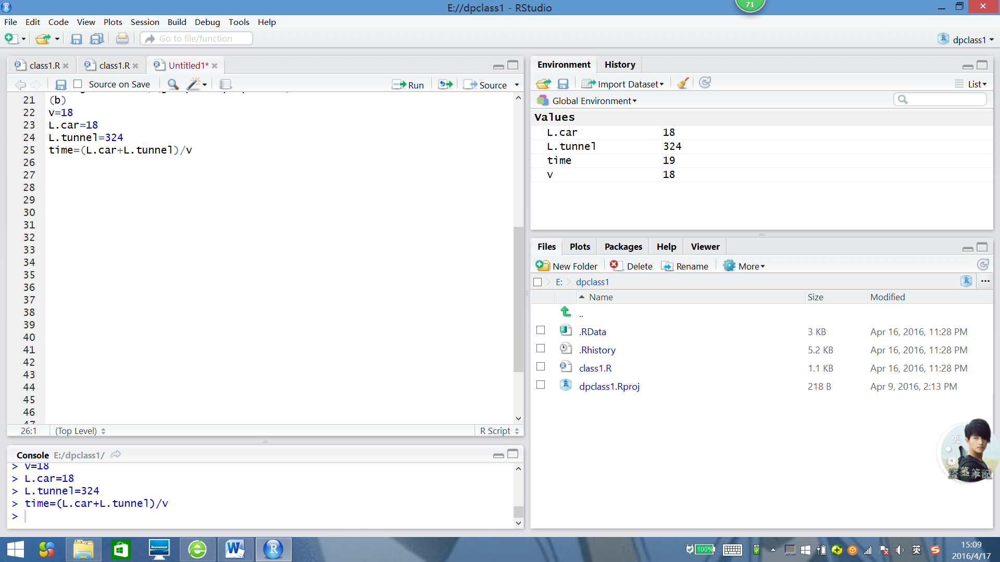 E://dpclass1 - RStudio
71
File Edit Code View Plots Session Build Debug Tools Help
Go to file/function
dpclass1
class1.R
class1.R
Untitled1*
Source on Save
Run
Source
21 (b)
22 v=18
23 L.car=18
24 L.tunnel=324
25 time=(L.car+L.tunnel)/v
26
27
28
29
30
31
32
33
34
35
36
37
38
39
40
41
42
43
44
45
46
47
26:1 (Top Level) R Script
Console E:/dpclass1/
> v=18
> L.car=18
> L.tunnel=324
> time=(L.car+L.tunnel)/v
>
Environment History
Import Dataset List
Global Environment
Values
L.car 18
L.tunnel 324
time 19
v 18
Files Plots Packages Help Viewer
New Folder Delete Rename More
E: dpclass1
Name Size Modified
..
.RData 3 KB Apr 16, 2016, 11:28 PM
.Rhistory 5.2 KB Apr 16, 2016, 11:28 PM
class1.R 1.1 KB Apr 16, 2016, 11:28 PM
dpclass1.Rproj 218 B Apr 9, 2016, 2:13 PM
英
盗墓筆記
lenovo
100%
英
15:09
2016/4/17